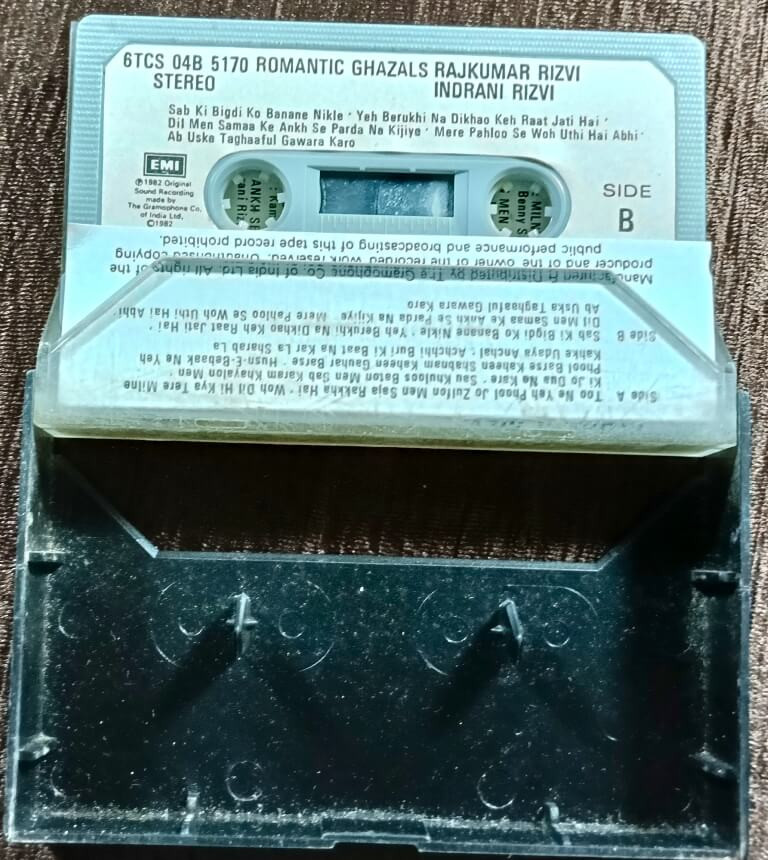 6TCS 04B 5170 ROMANTIC GHAZALS RAJKUMAR RIZVI
STEREO INDRANI RIZVI
Sab Ki Bigdi Ko Banane Nikle · Yeh Berukhi Na Dikhao Keh Raat Jati Hai ·
Dil Men Samaa Ke Ankh Se Parda Na Kijiye · Mere Pahloo Se Woh Uthi Hai Abhi ·
Ab Uska Taghaaful Gawara Karo
EMI
℗1982 Original
Sound Recording
made by
The Gramophone Co.
of India Ltd,
©1982
SIDE
B
Side A Too Ne Yeh Phool Jo Zulfon Men Saja Rakkha Hai · Woh Dil Hi Kya Tere Milne
Ki Jo Dua Na Kare · Sau Khuloos Baton Men Sab Karam Khayalon Men ·
Phool Barse Kaheen Shabnam Kaheen Gauhar Barse · Husn-E-Bebaak Ne Yeh
Kahke Udaya Anchal · Achchhi Buri Ki Baat Na Kar La Sharab La
Side B Sab Ki Bigdi Ko Banane Nikle · Yeh Berukhi Na Dikhao Keh Raat Jati Hai ·
Dil Men Samaa Ke Ankh Se Parda Na Kijiye · Mere Pahloo Se Woh Uthi Hai Abhi ·
Ab Uska Taghaaful Gawara Karo
Manufactured & Distributed by The Gramophone Co. of India Ltd. All rights of the
producer and of the owner of the recorded work reserved. Unauthorised copying
public performance and broadcasting of this tape record prohibited.